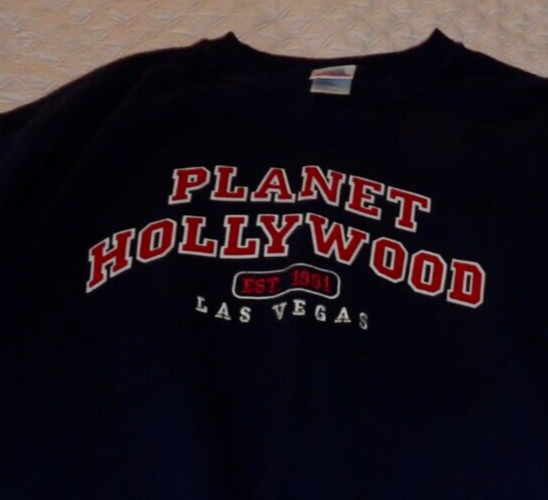 PLANET
HOLLYWOOD
EST 1991
LAS VEGAS